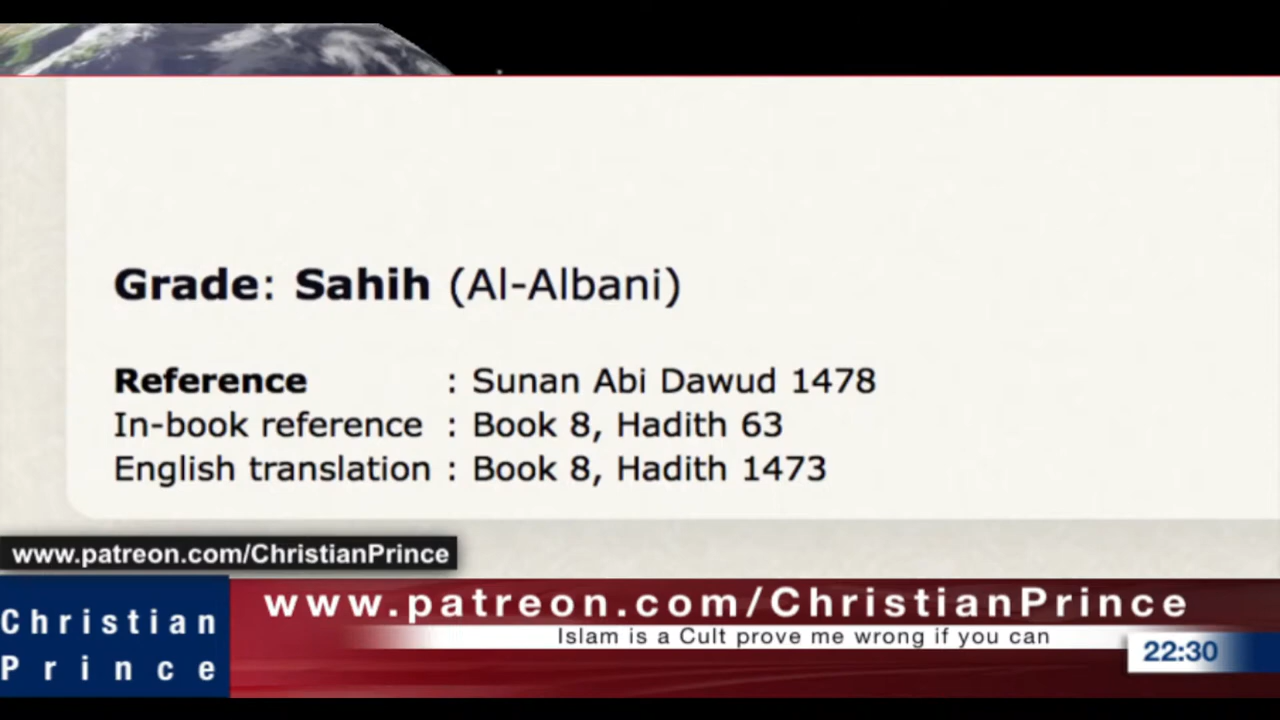 Grade: Sahih (Al-Albani)
Reference : Sunan Abi Dawud 1478
In-book reference : Book 8, Hadith 63
English translation : Book 8, Hadith 1473
www.patreon.com/ChristianPrince
www.patreon.com/ChristianPrince
Islam is a Cult prove me wrong if you can
Christian
Prince
22:30